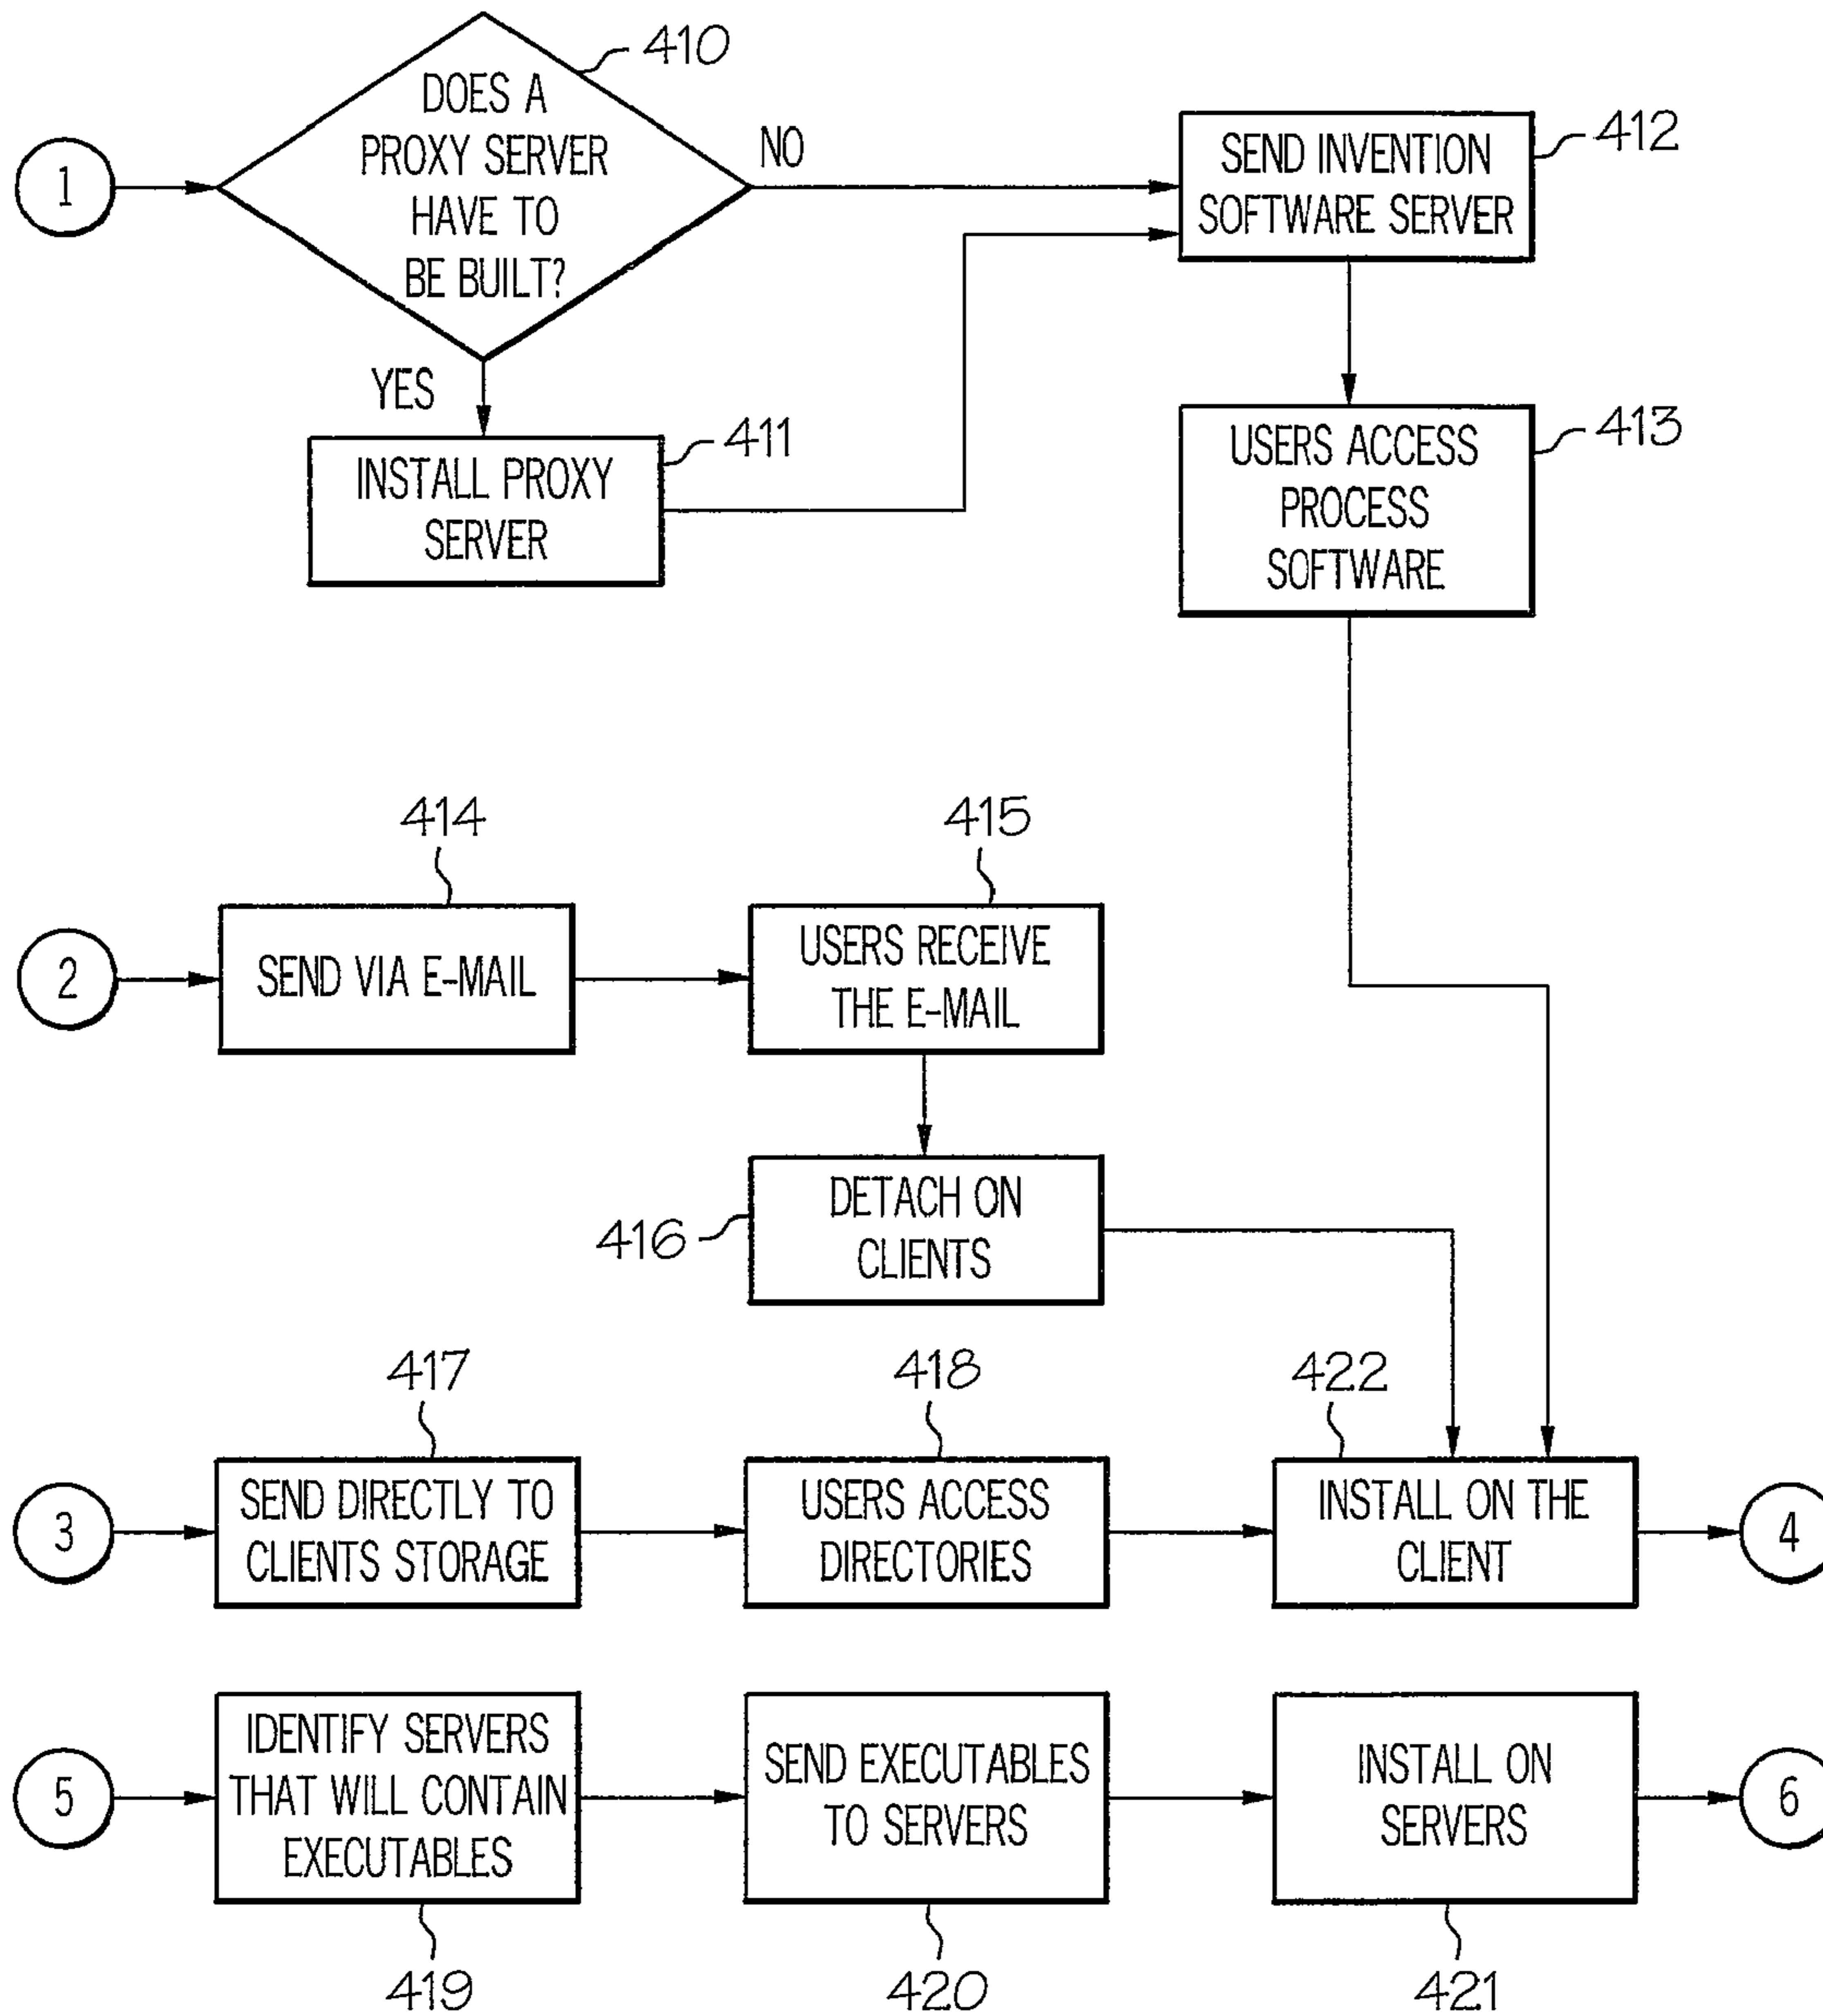 410
DOES A
PROXY SERVER
HAVE TO
BE BUILT?
1
NO
YES
411
INSTALL PROXY
SERVER
412
SEND INVENTION
SOFTWARE SERVER
413
USERS ACCESS
PROCESS
SOFTWARE
414
415
2
SEND VIA E-MAIL
USERS RECEIVE
THE E-MAIL
416
DETACH ON
CLIENTS
417
418
422
3
SEND DIRECTLY TO
CLIENTS STORAGE
USERS ACCESS
DIRECTORIES
INSTALL ON THE
CLIENT
4
5
IDENTIFY SERVERS
THAT WILL CONTAIN
EXECUTABLES
SEND EXECUTABLES
TO SERVERS
INSTALL ON
SERVERS
6
419
420
421